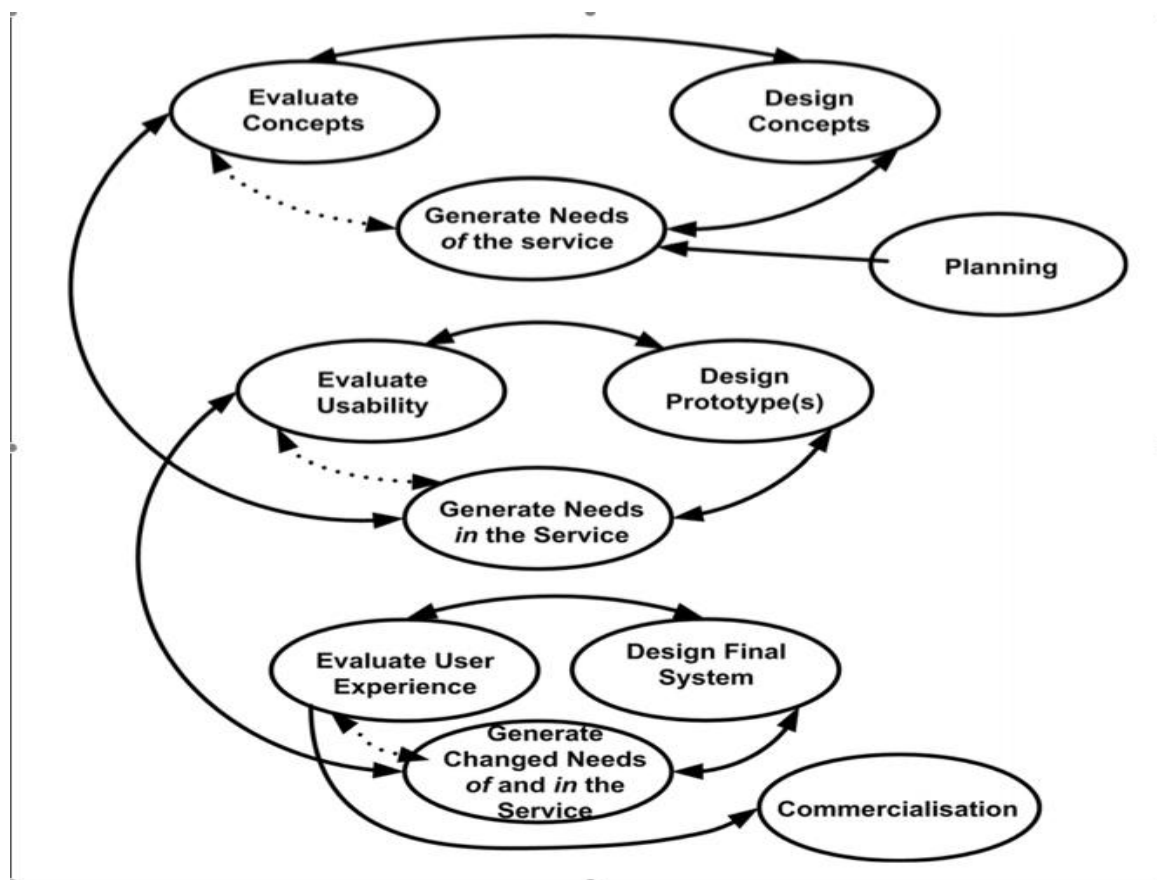 Evaluate
Concepts
Design
Concepts
Generate Needs
of the service
Planning
Evaluate
Usability
Design
Prototype(s)
Generate Needs
in the Service
Evaluate User
Experience
Design Final
System
Generate
Changed Needs
of and in the
Service
Commercialisation